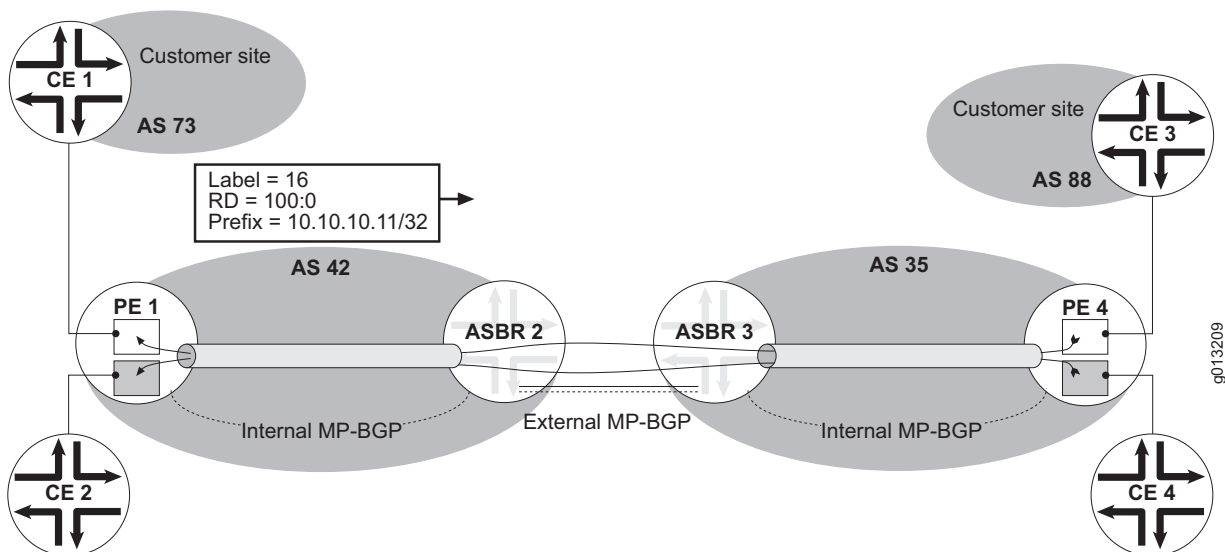 CE 1
Customer site
AS 73
Label = 16
RD = 100:0
Prefix = 10.10.10.11/32
Customer site
CE 3
AS 88
AS 42
AS 35
PE 1
ASBR 2
ASBR 3
PE 4
Internal MP-BGP
External MP-BGP
Internal MP-BGP
CE 2
CE 4
g013209